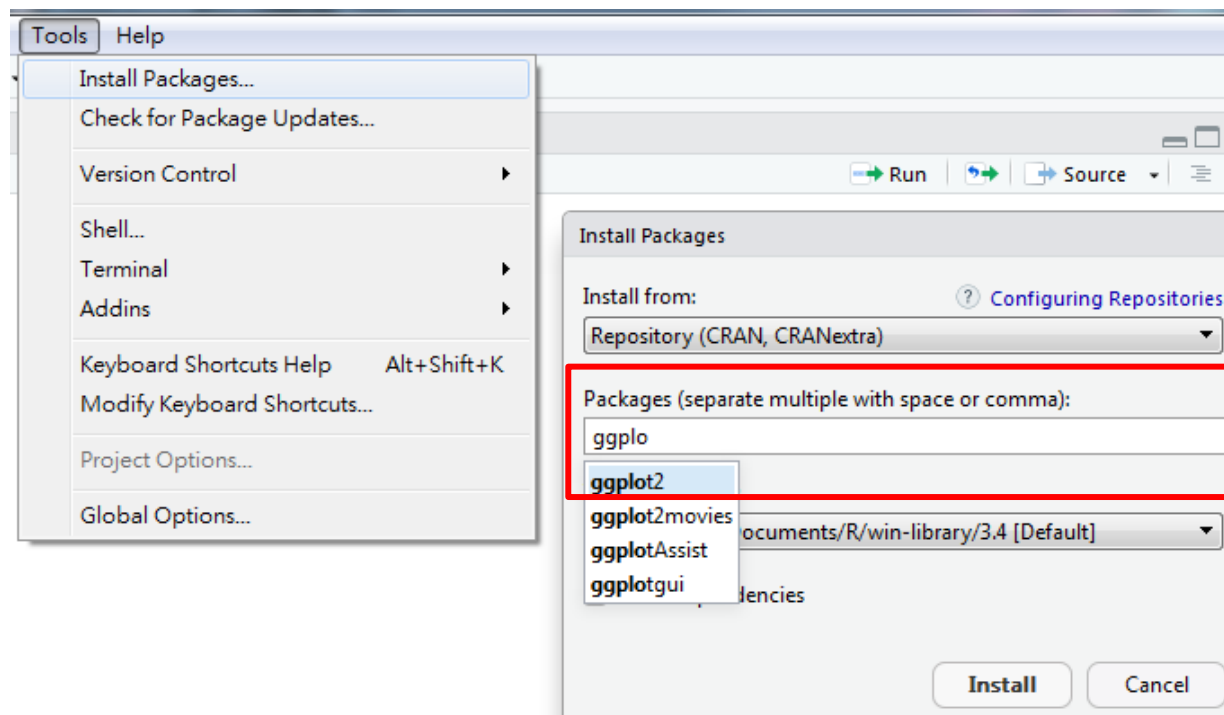 Tools Help
Install Packages...
Check for Package Updates...
Version Control
Shell...
Terminal
Addins
Keyboard Shortcuts Help Alt+Shift+K
Modify Keyboard Shortcuts...
Project Options...
Global Options...
Run Source
Install Packages
Install from: ? Configuring Repositories
Repository (CRAN, CRANextra)
Packages (separate multiple with space or comma):
ggplo
ggplot2
ggplot2movies
ggplotAssist
ggplotgui
ocuments/R/win-library/3.4 [Default]
dencies
Install Cancel